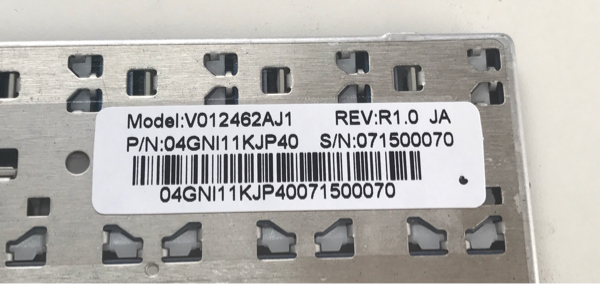 Model:V012462AJ1 REV:R1.0 JA
P/N:04GNI11KJP40 S/N:071500070
04GNI11KJP40071500070